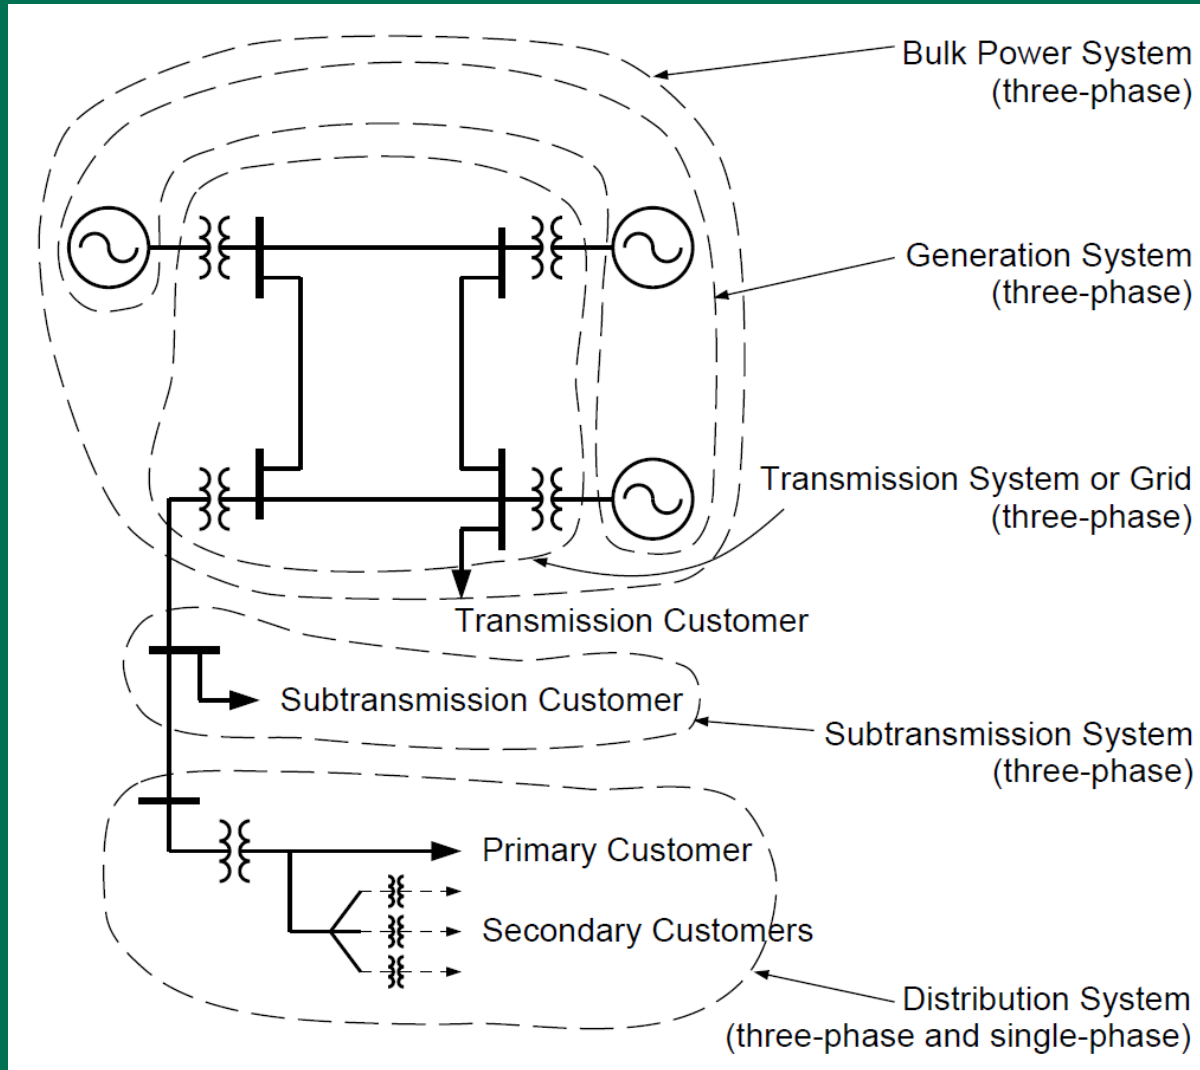 Bulk Power System
(three-phase)
Generation System
(three-phase)
Transmission System or Grid
(three-phase)
Transmission Customer
Subtransmission Customer
Subtransmission System
(three-phase)
Primary Customer
Secondary Customers
Distribution System
(three-phase and single-phase)